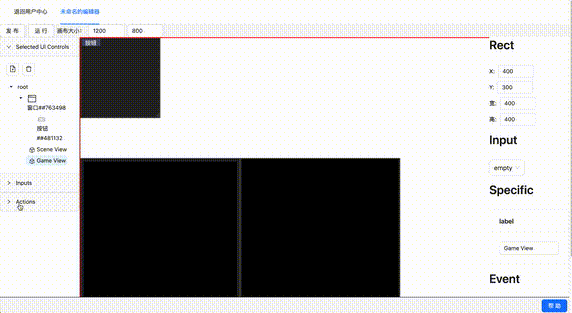 返回用户中心 未命名的编辑器
发 布 运 行 画布大小: 1200 800
Selected UI Controls
root
窗口##763498
按钮
##481132
Scene View
Game View
Inputs
Actions
按钮
Rect
X: 400
Y: 300
宽: 400
高: 400
Input
empty
Specific
label
Game View
Event
帮 助